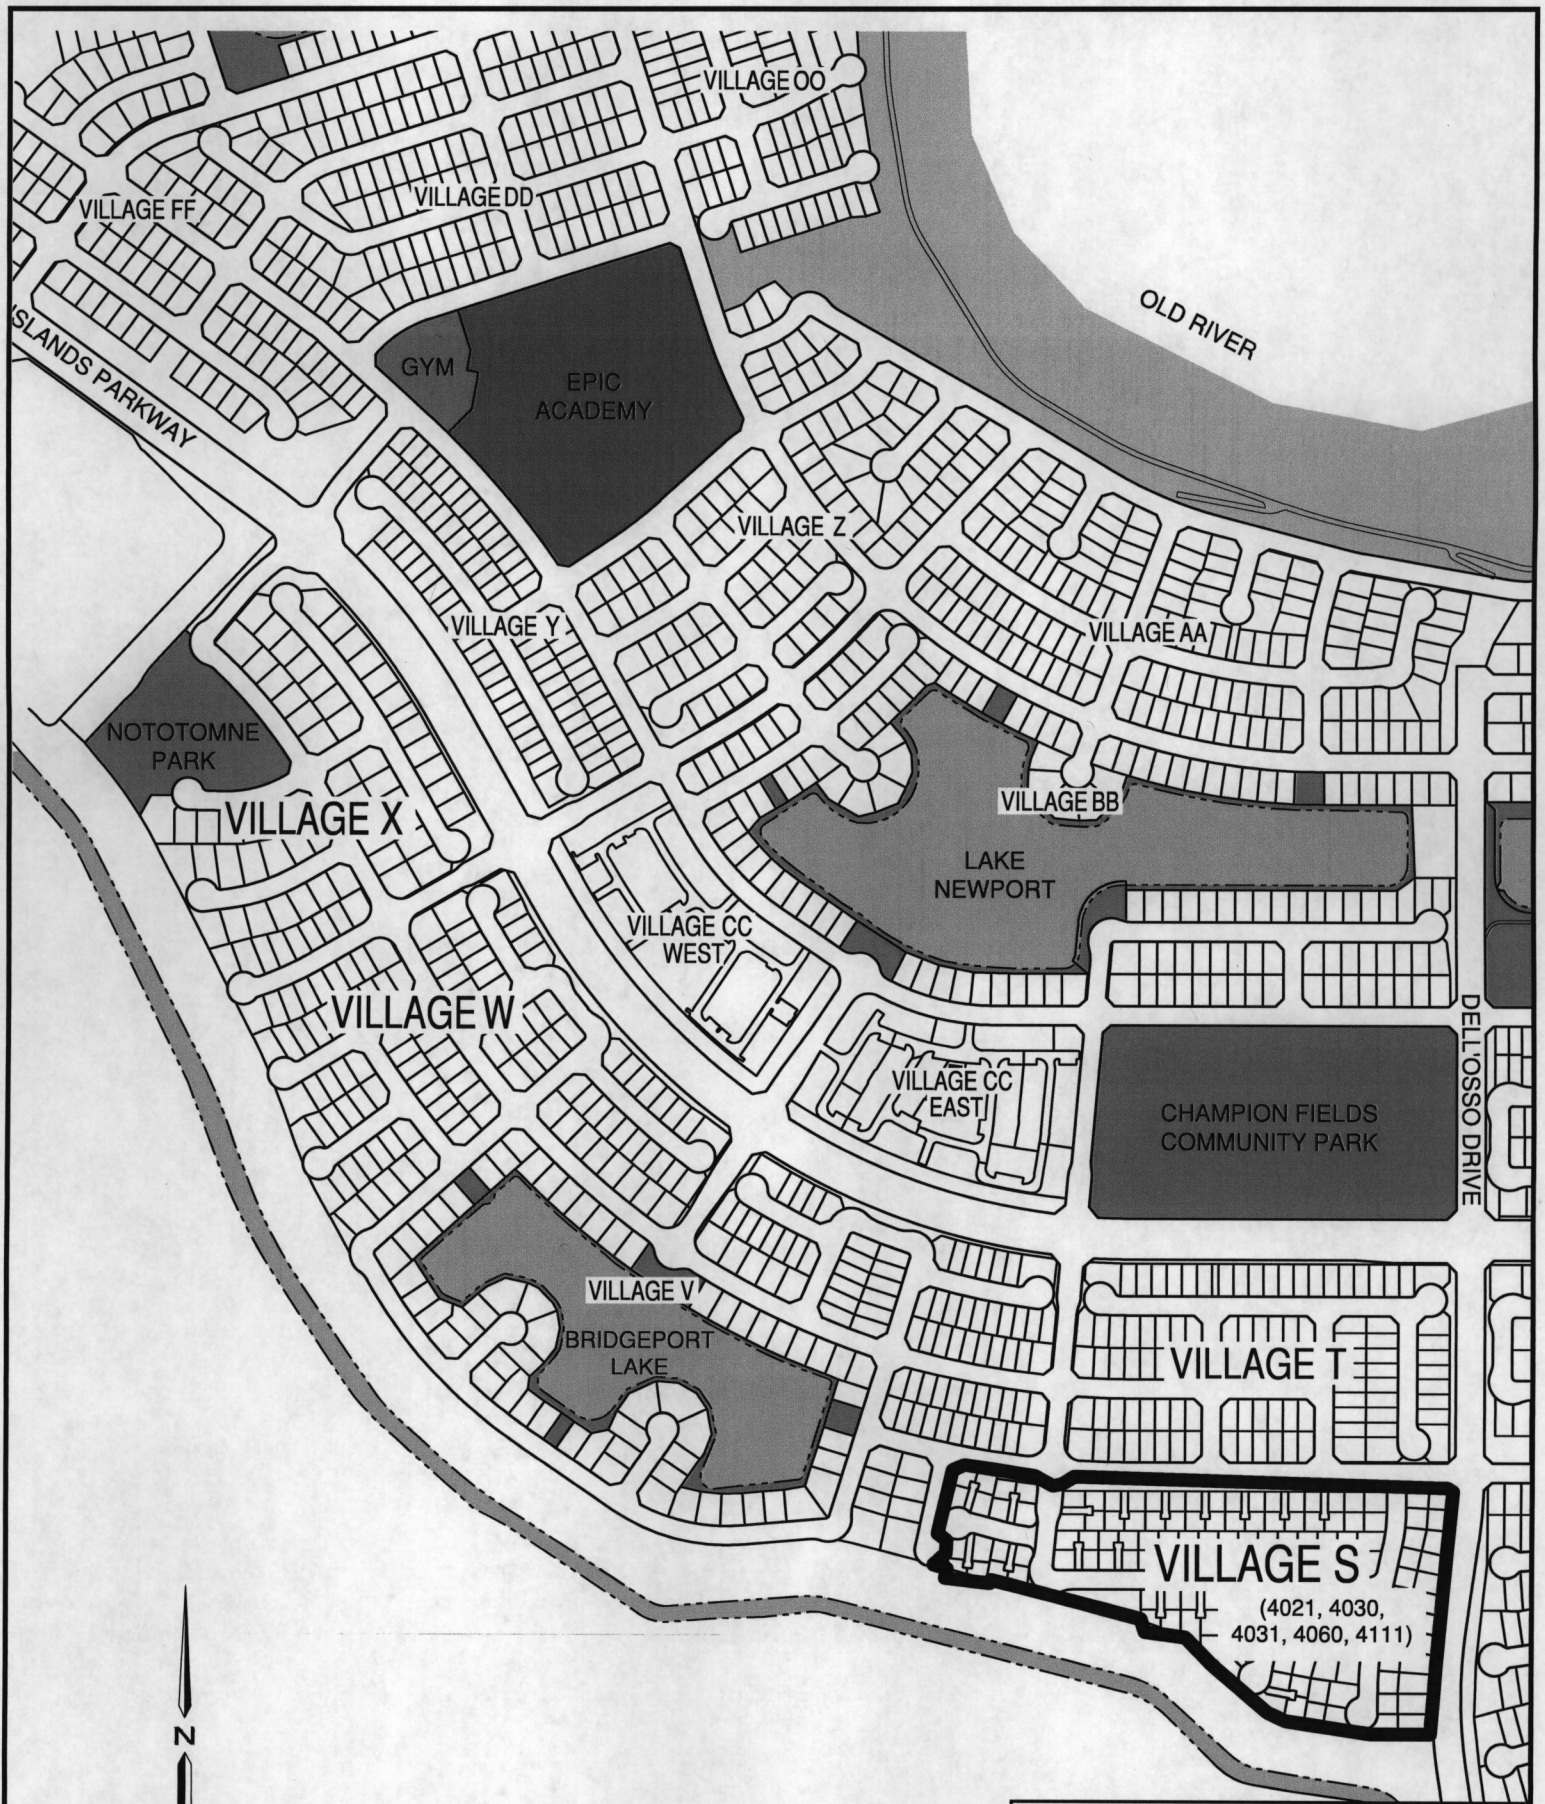 VILLAGE OO
VILLAGE DD
VILLAGE FF
OLD RIVER
ISLANDS PARKWAY
GYM
EPIC
ACADEMY
VILLAGE Z
VILLAGE Y
VILLAGE AA
NOTOTOMNE
PARK
VILLAGE X
VILLAGE BB
LAKE
NEWPORT
VILLAGE CC
WEST
VILLAGE W
DELL'OSSO DRIVE
VILLAGE CC
EAST
CHAMPION FIELDS
COMMUNITY PARK
VILLAGE V
BRIDGEPORT
LAKE
VILLAGE T
VILLAGE S
(4021, 4030,
4031, 4060, 4111)
N